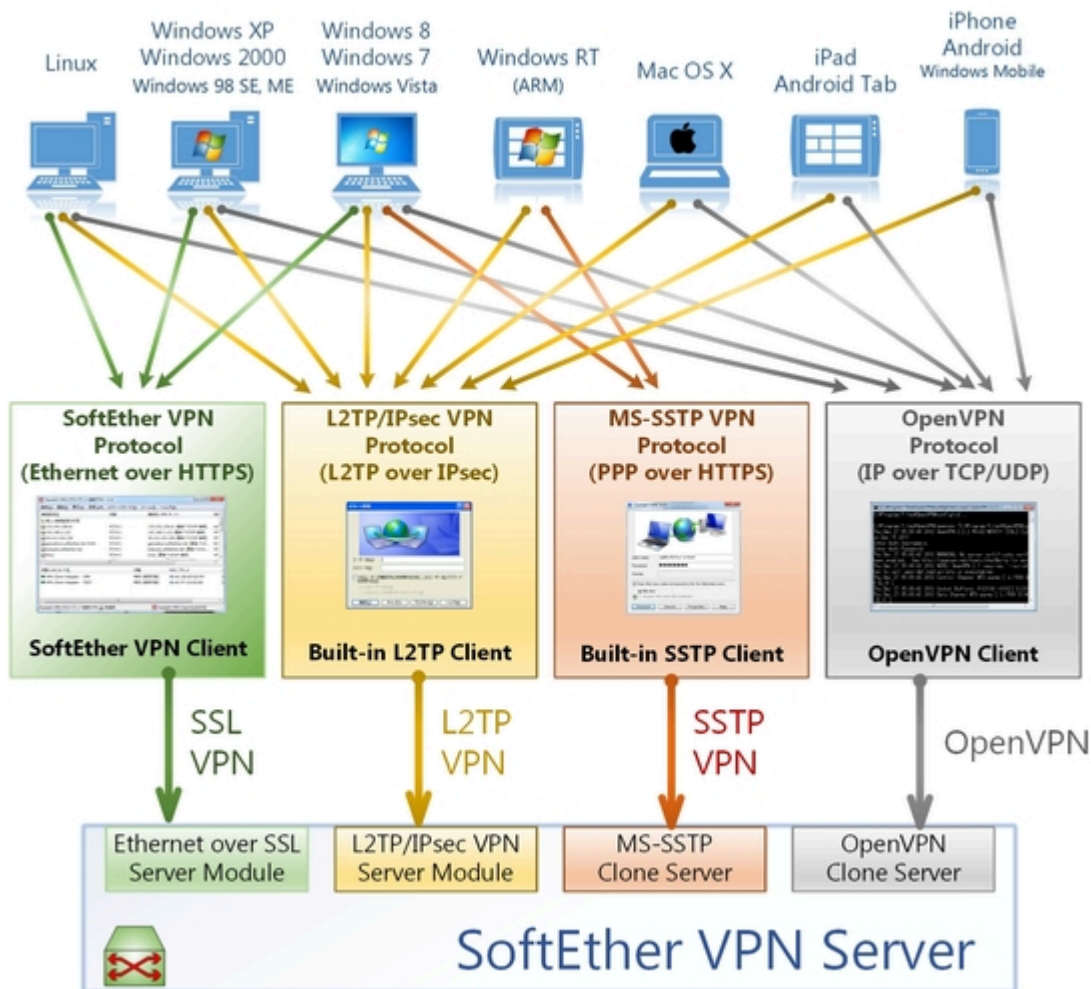 Linux
Windows XP
Windows 2000
Windows 98 SE, ME
Windows 8
Windows 7
Windows Vista
Windows RT
(ARM)
Mac OS X
iPad
Android Tab
iPhone
Android
Windows Mobile
SoftEther VPN
Protocol
(Ethernet over HTTPS)
SoftEther VPN Client
L2TP/IPsec VPN
Protocol
(L2TP over IPsec)
Built-in L2TP Client
MS-SSTP VPN
Protocol
(PPP over HTTPS)
Built-in SSTP Client
OpenVPN
Protocol
(IP over TCP/UDP)
OpenVPN Client
SSL
VPN
L2TP
VPN
SSTP
VPN
OpenVPN
Ethernet over SSL
Server Module
L2TP/IPsec VPN
Server Module
MS-SSTP
Clone Server
OpenVPN
Clone Server
SoftEther VPN Server